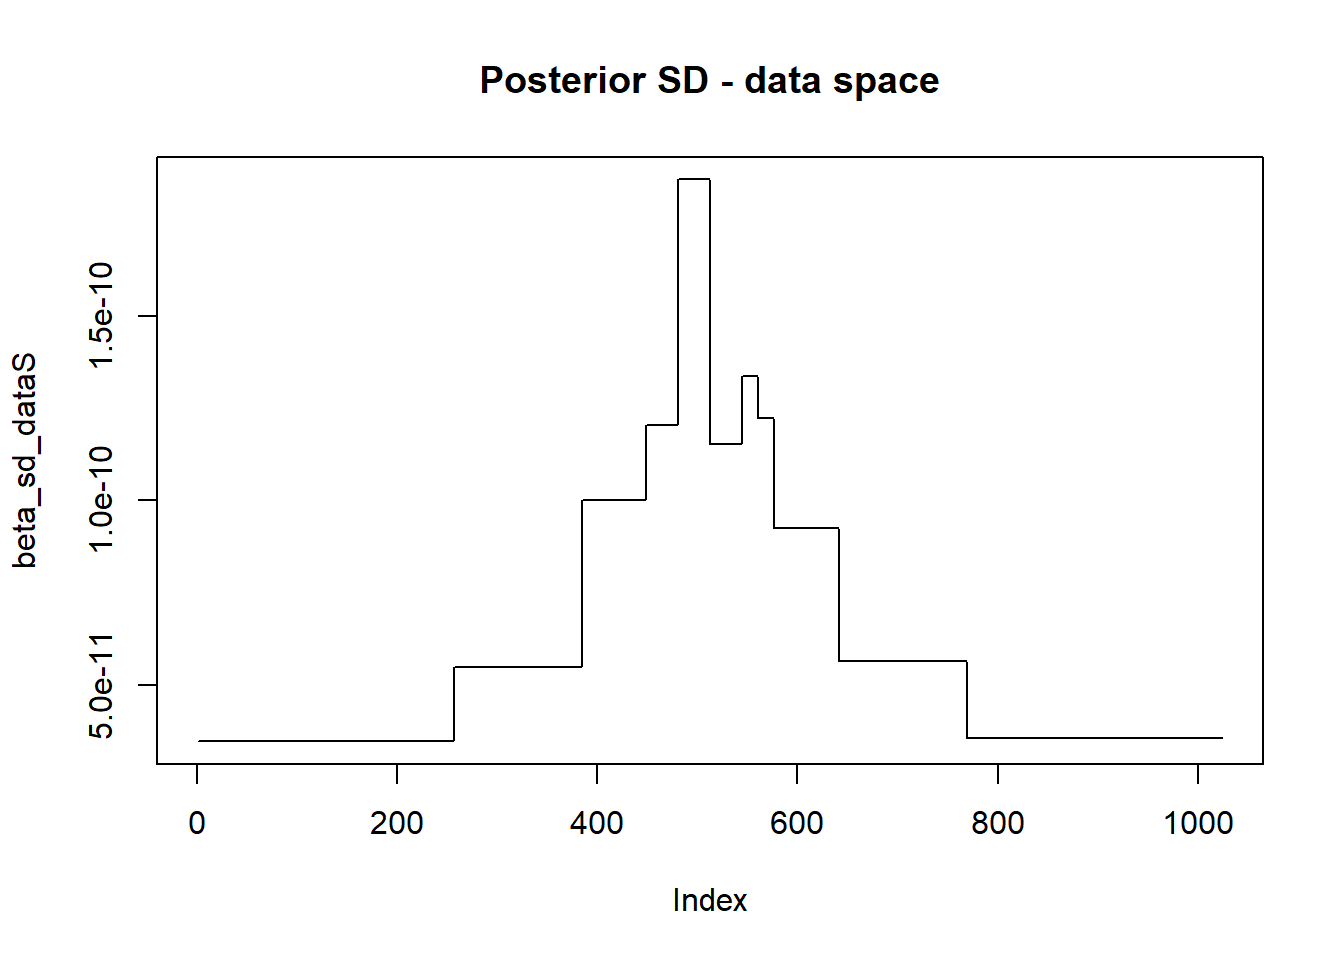 Posterior SD - data space
beta_sd_dataS
1.5e-10
1.0e-10
5.0e-11
0 200 400 600 800 1000
Index